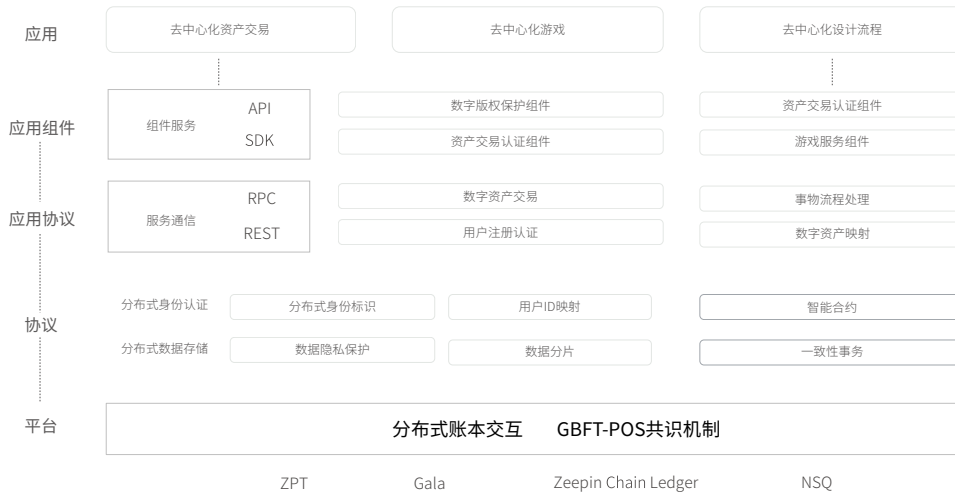 应用
去中心化资产交易
去中心化游戏
去中心化设计流程
应用组件
组件服务
API
SDK
数字版权保护组件
资产交易认证组件
资产交易认证组件
游戏服务组件
应用协议
服务通信
RPC
REST
数字资产交易
事物流程处理
用户注册认证
数字资产映射
协议
分布式身份认证
分布式身份标识
用户ID映射
智能合约
分布式数据存储
数据隐私保护
数据分片
一致性事务
平台
分布式账本交互 GBFT-POS共识机制
ZPT Gala Zeepin Chain Ledger NSQ